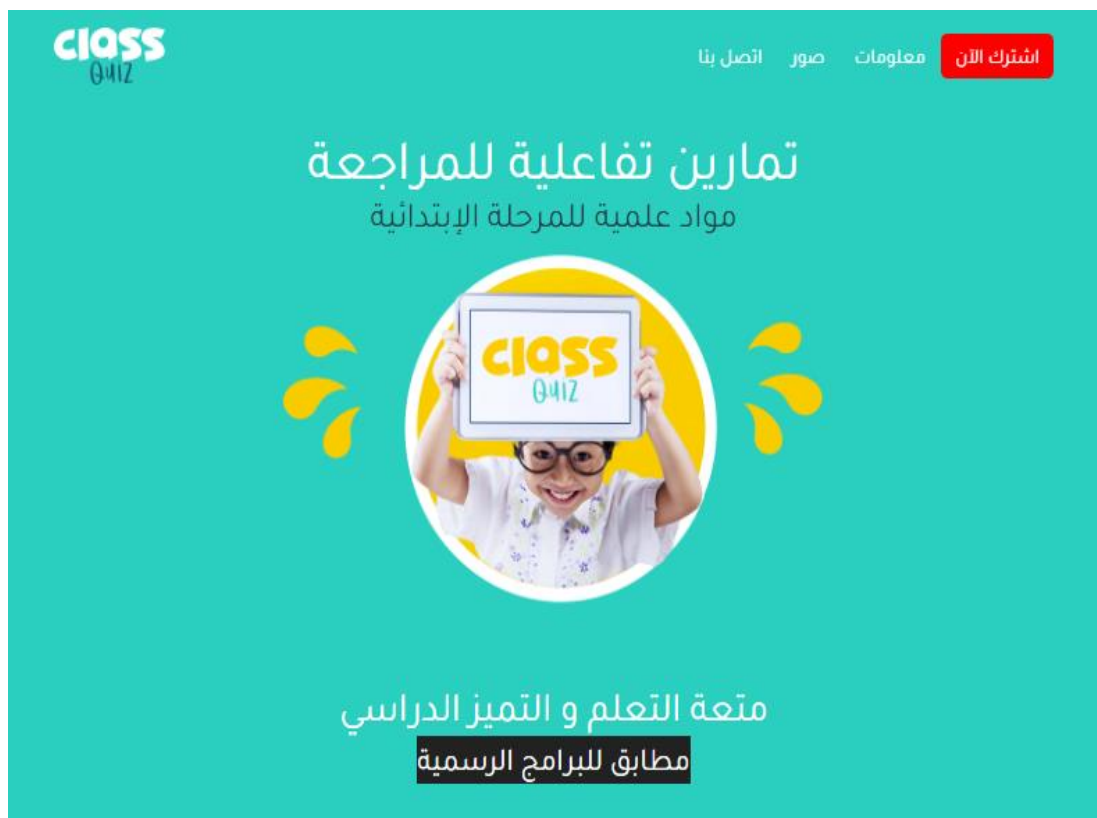 class
QUIZ
اشترك الآن
معلومات
صور
اتصل بنا
تمارين تفاعلية للمراجعة
مواد علمية للمرحلة الإبتدائية
class
QUIZ
متعة التعلم و التميز الدراسي
مطابق للبرامج الرسمية